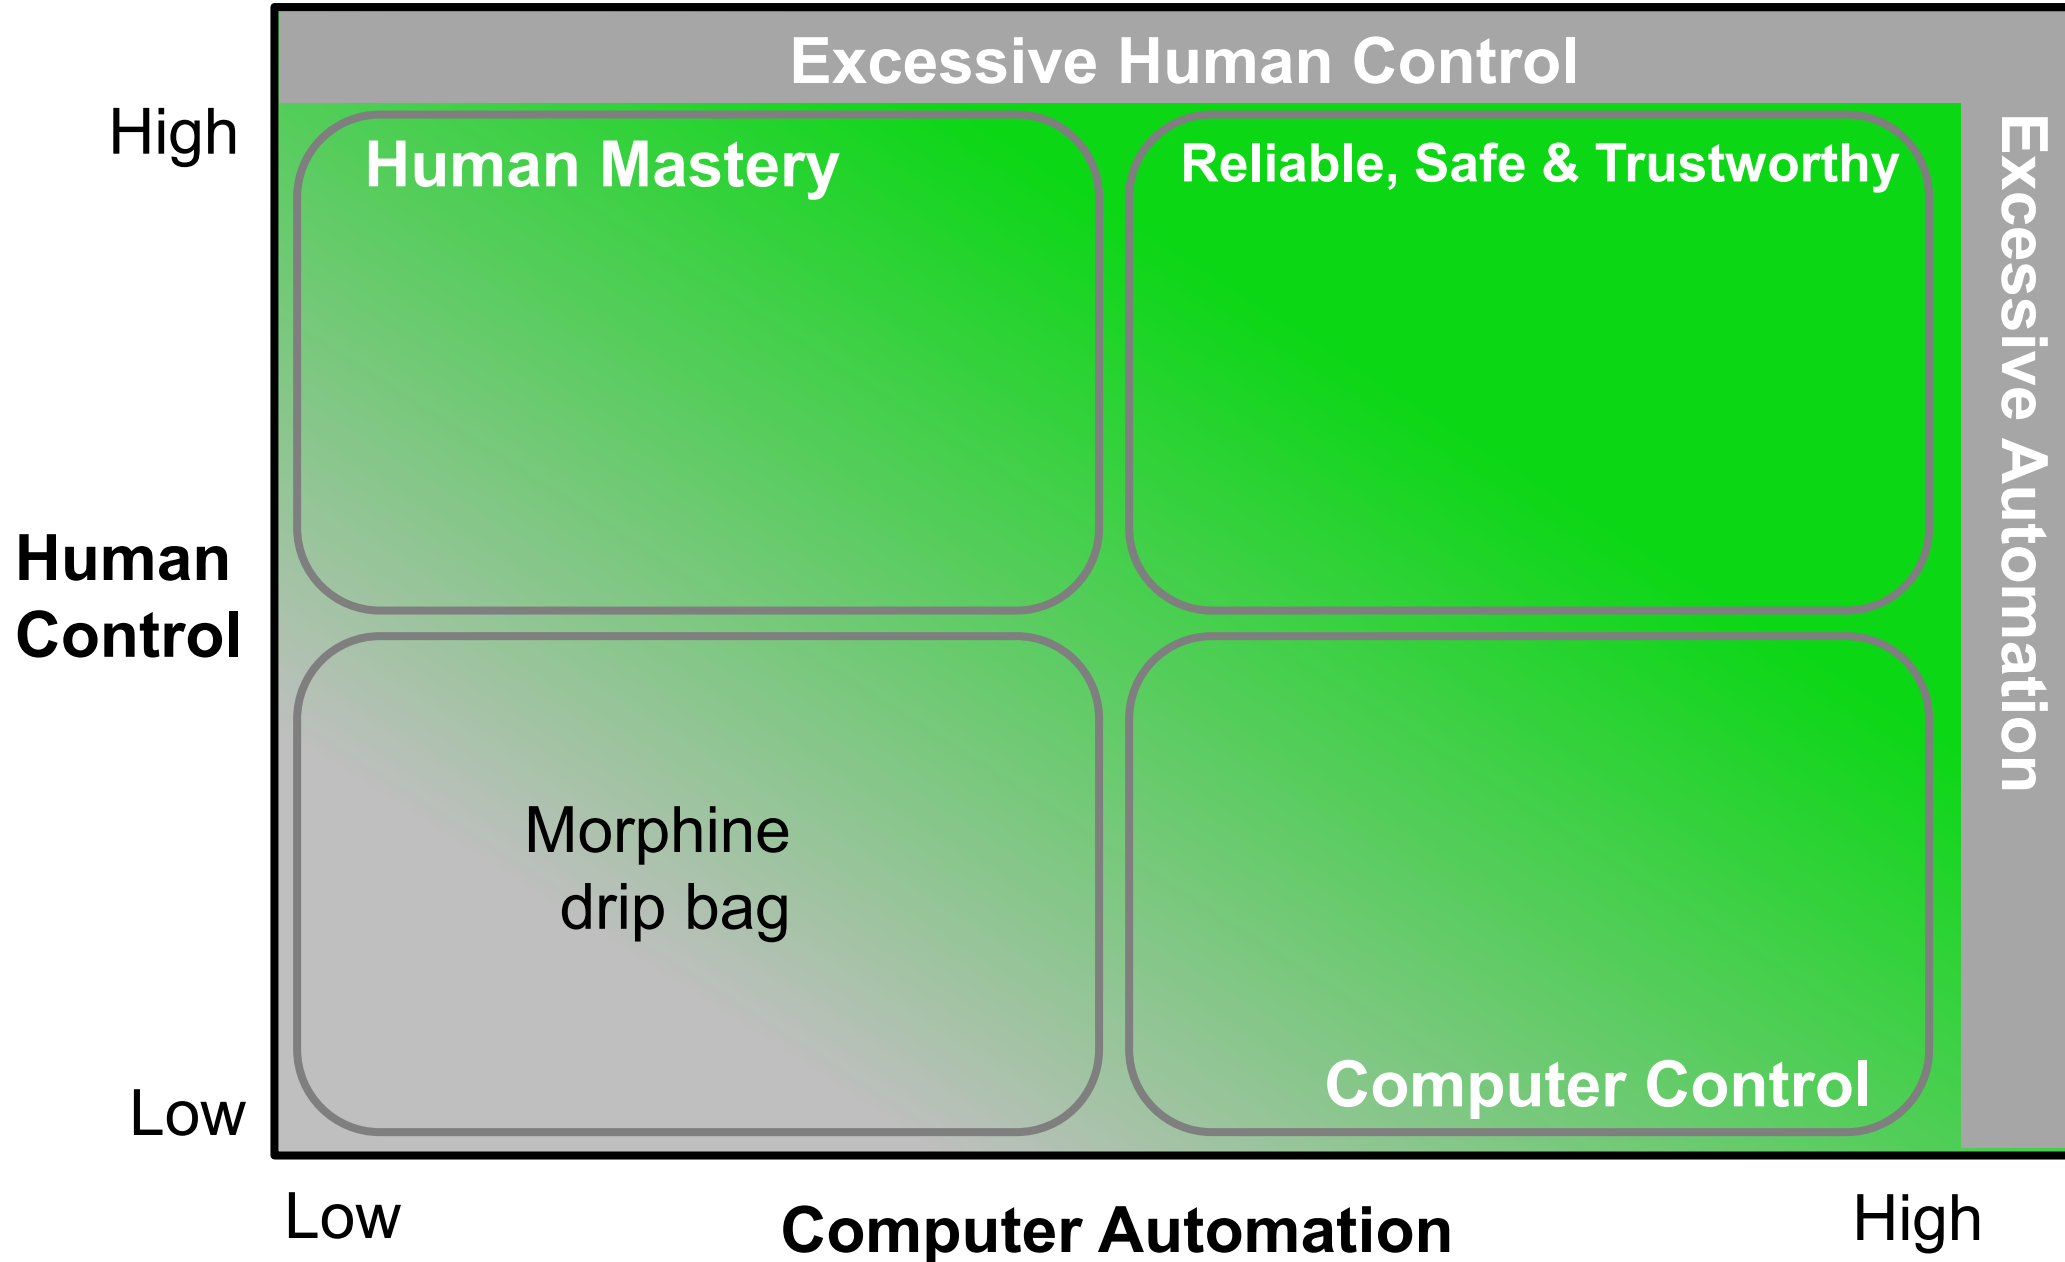 Excessive Human Control
High
Human Mastery
Reliable, Safe & Trustworthy
Excessive Automation
Human
Control
Morphine
drip bag
Computer Control
Low
Low
Computer Automation
High